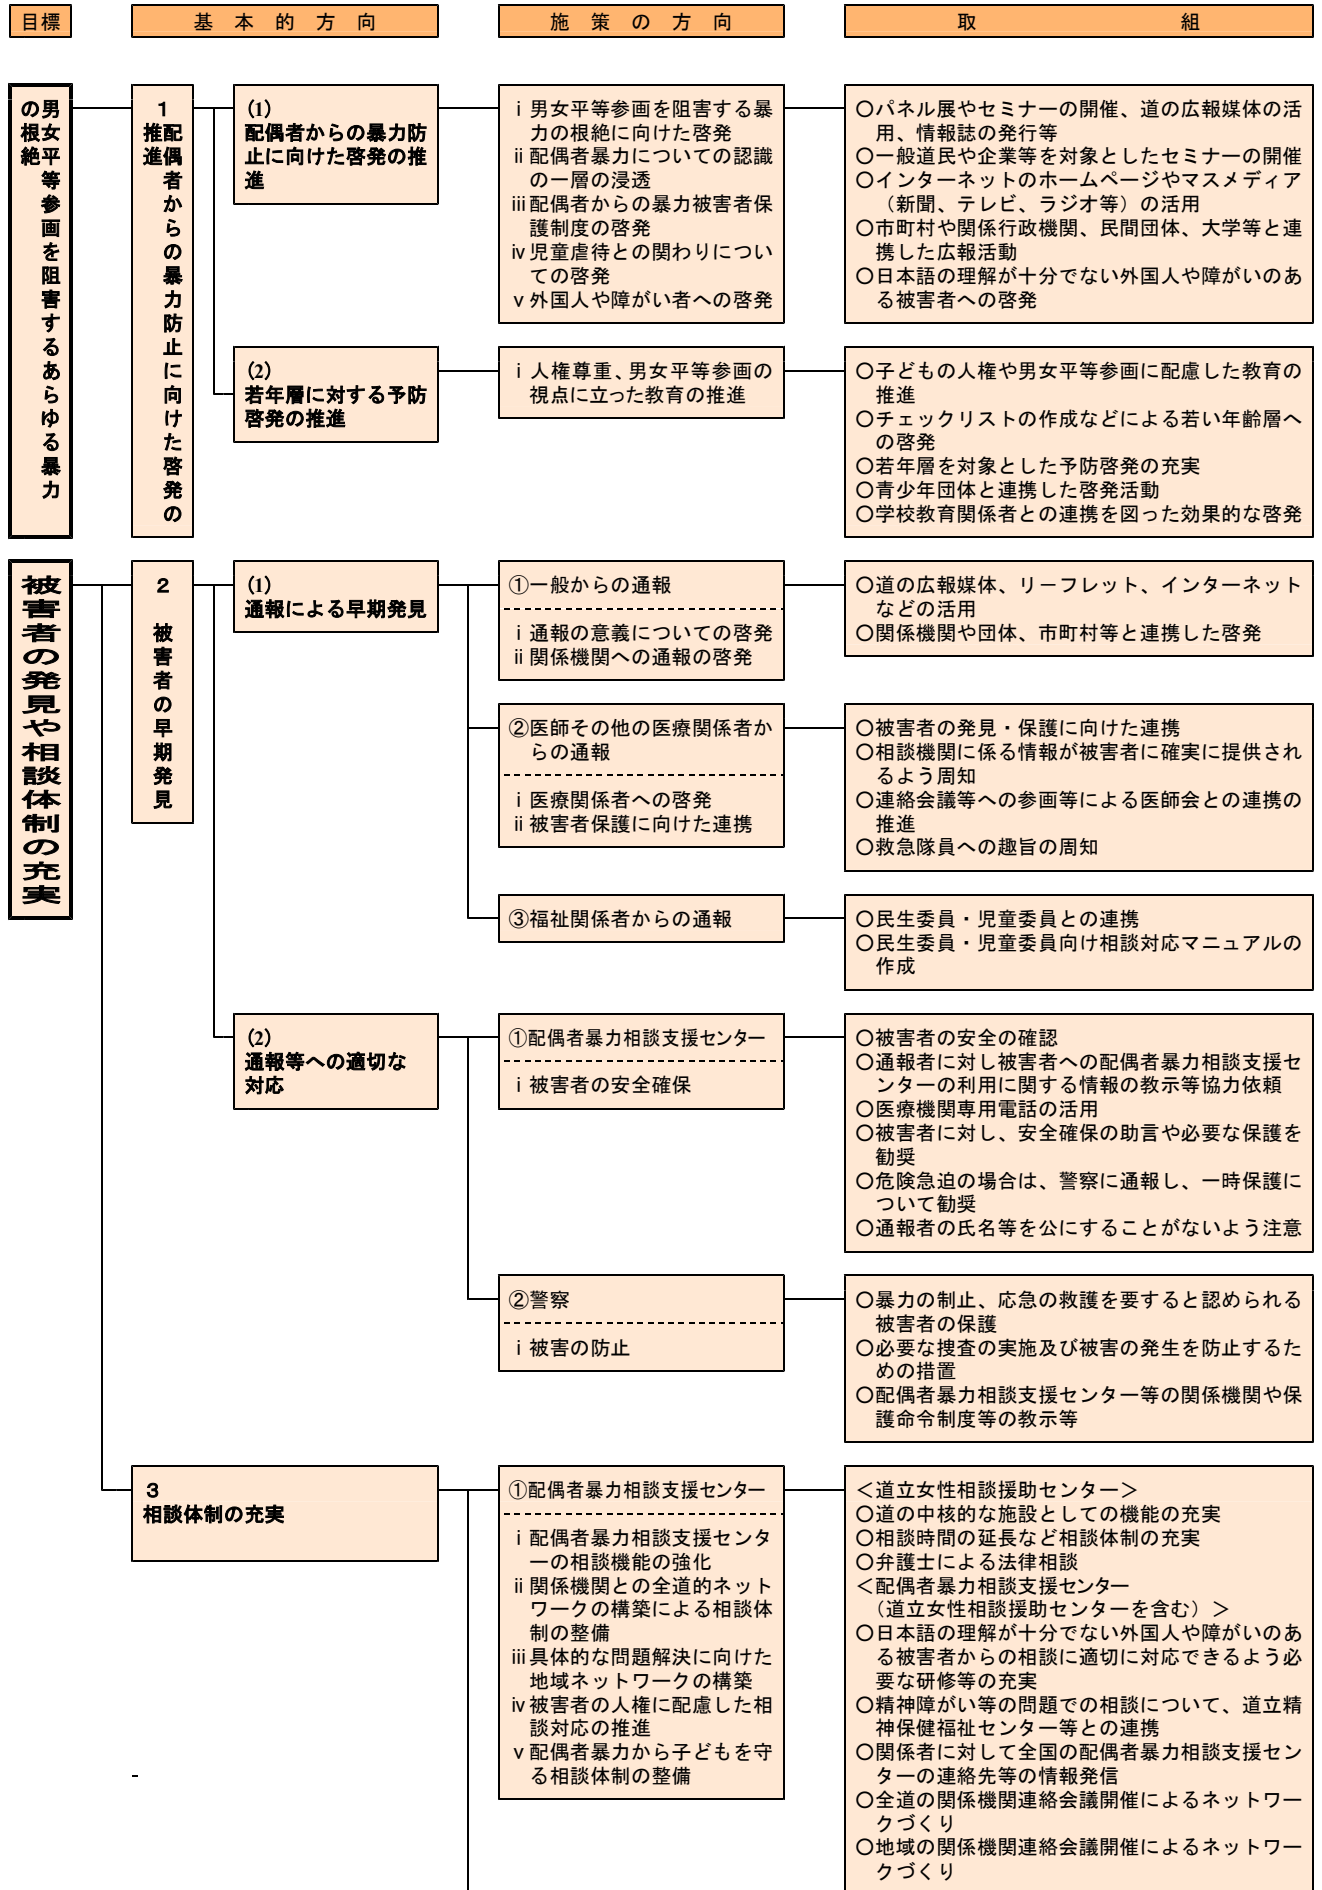 目標
基本的方向
施策の方向
取組
男女平等参画を阻害するあらゆる暴力
の根絶
1
配偶者からの暴力防止に向けた啓発の
推進
(1)
配偶者からの暴力防
止に向けた啓発の推
進
ⅰ男女平等参画を阻害する暴
力の根絶に向けた啓発
ⅱ配偶者暴力についての認識
の一層の浸透
ⅲ配偶者からの暴力被害者保
護制度の啓発
ⅳ児童虐待との関わりについ
ての啓発
ⅴ外国人や障がい者への啓発
○パネル展やセミナーの開催、道の広報媒体の活
用、情報誌の発行等
○一般道民や企業等を対象としたセミナーの開催
○インターネットのホームページやマスメディア
（新聞、テレビ、ラジオ等）の活用
○市町村や関係行政機関、民間団体、大学等と連
携した広報活動
○日本語の理解が十分でない外国人や障がいのあ
る被害者への啓発
(2)
若年層に対する予防
啓発の推進
ⅰ人権尊重、男女平等参画の
視点に立った教育の推進
○子どもの人権や男女平等参画に配慮した教育の
推進
○チェックリストの作成などによる若い年齢層へ
の啓発
○若年層を対象とした予防啓発の充実
○青少年団体と連携した啓発活動
○学校教育関係者との連携を図った効果的な啓発
被害者の発見や相談体制の充実
2
被害者の早期発見
(1)
通報による早期発見
①一般からの通報
ⅰ通報の意義についての啓発
ⅱ関係機関への通報の啓発
○道の広報媒体、リーフレット、インターネット
などの活用
○関係機関や団体、市町村等と連携した啓発
②医師その他の医療関係者か
らの通報
ⅰ医療関係者への啓発
ⅱ被害者保護に向けた連携
○被害者の発見・保護に向けた連携
○相談機関に係る情報が被害者に確実に提供され
るよう周知
○連絡会議等への参画等による医師会との連携の
推進
○救急隊員への趣旨の周知
③福祉関係者からの通報
○民生委員・児童委員との連携
○民生委員・児童委員向け相談対応マニュアルの
作成
(2)
通報等への適切な
対応
①配偶者暴力相談支援センター
ⅰ被害者の安全確保
○被害者の安全の確認
○通報者に対し被害者への配偶者暴力相談支援セ
ンターの利用に関する情報の教示等協力依頼
○医療機関専用電話の活用
○被害者に対し、安全確保の助言や必要な保護を
勧奨
○危険急迫の場合は、警察に通報し、一時保護に
ついて勧奨
○通報者の氏名等を公にすることがないよう注意
②警察
ⅰ被害の防止
○暴力の制止、応急の救護を要すると認められる
被害者の保護
○必要な捜査の実施及び被害の発生を防止するた
めの措置
○配偶者暴力相談支援センター等の関係機関や保
護命令制度等の教示等
3
相談体制の充実
①配偶者暴力相談支援センター
ⅰ配偶者暴力相談支援センタ
ーの相談機能の強化
ⅱ関係機関との全道的ネット
ワークの構築による相談体
制の整備
ⅲ具体的な問題解決に向けた
地域ネットワークの構築
ⅳ被害者の人権に配慮した相
談対応の推進
ⅴ配偶者暴力から子どもを守
る相談体制の整備
＜道立女性相談援助センター＞
○道の中核的な施設としての機能の充実
○相談時間の延長など相談体制の充実
○弁護士による法律相談
＜配偶者暴力相談支援センター
（道立女性相談援助センターを含む）＞
○日本語の理解が十分でない外国人や障がいのあ
る被害者からの相談に適切に対応できるよう必
要な研修等の充実
○精神障がい等の問題での相談について、道立精
神保健福祉センター等との連携
○関係者に対して全国の配偶者暴力相談支援セン
ターの連絡先等の情報発信
○全道の関係機関連絡会議開催によるネットワー
クづくり
○地域の関係機関連絡会議開催によるネットワー
クづくり